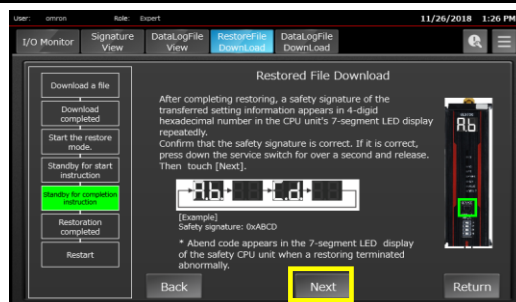 User: omron Role: Expert 11/26/2018 1:26 PM
I/O Monitor
Signature View
DataLogFile View
RestoreFile DownLoad
DataLogFile DownLoad
Restored File Download
Download a file
Download completed
Start the restore mode.
Standby for start instruction
Standby for completion instruction
Restoration completed
Restart
After completing restoring, a safety signature of the
transferred setting information appears in 4-digid
hexadecimal number in the CPU unit's 7-segment LED display
repeatedly.
Confirm that the safety signature is correct. If it is correct,
press down the service switch for over a second and release.
Then touch [Next].
A.b. C.d.
[Example]
Safety signature: 0xABCD
* Abend code appears in the 7-segment LED display
of the safety CPU unit when a restoring terminated
abnormally.
Back
Next
Return